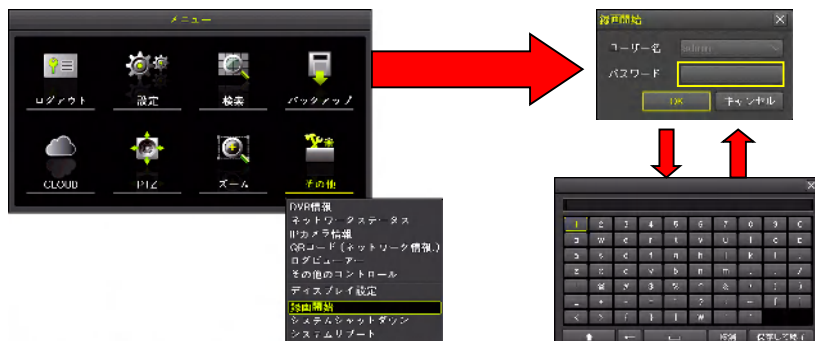 メニュー
ログアウト
設定
検索
バックアップ
CLOUD
PTZ
ズーム
その他
DVR情報
ネットワークステータス
IPカメラ情報
QRコード(ネットワーク情報.)
ログビューアー
その他のコントロール
ディスプレイ設定
録画開始
システムシャットダウン
システムリブート
録画開始
ユーザー名
admin
パスワード
OK
キャンセル
1 2 3 4 5 6 7
w e r t y u i
z x c v b n m
保存して終了